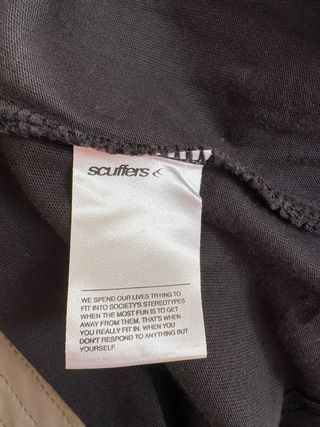 scuffers
WE SPEND OUR LIVES TRYING TO
FIT INTO SOCIETY'S STEREOTYPES
WHEN THE MOST FUN IS TO GET
AWAY FROM THEM, THAT'S WHEN
YOU REALLY FIT IN, WHEN YOU
DON'T RESPOND TO ANYTHING BUT
YOURSELF.